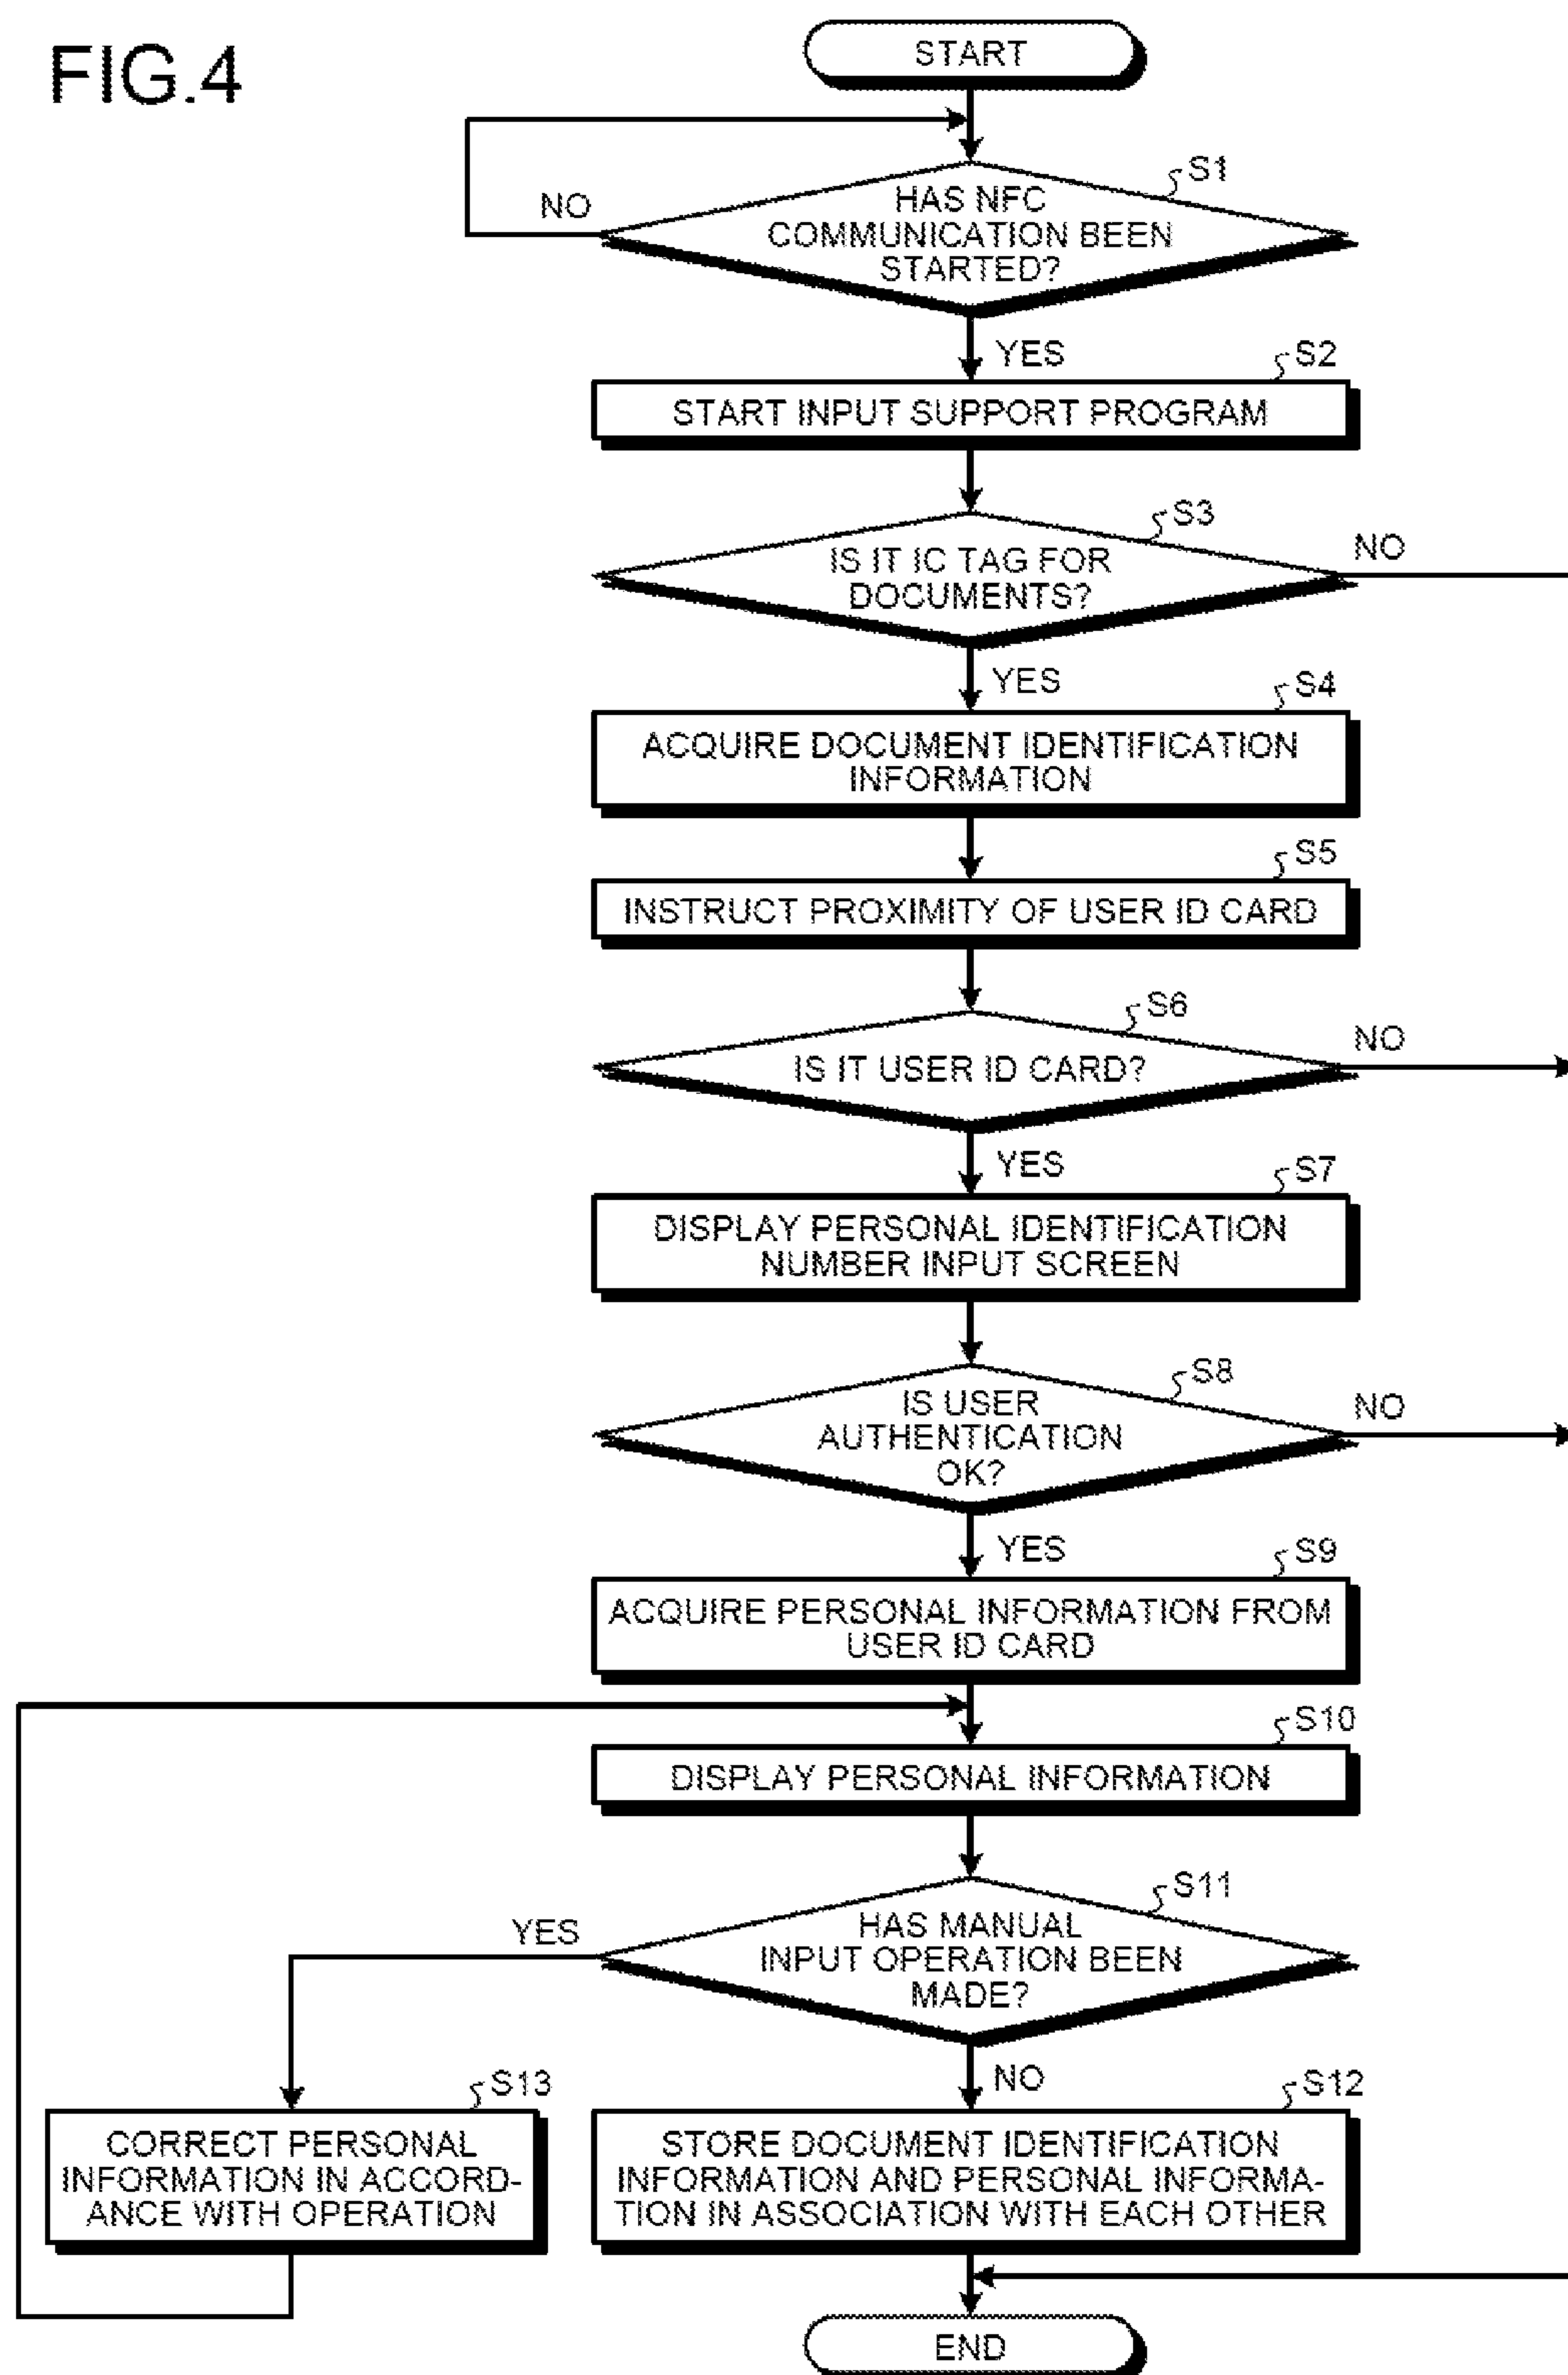 FIG.4
START
S1
HAS NFC
COMMUNICATION BEEN
STARTED?
NO
YES
S2
START INPUT SUPPORT PROGRAM
S3
IS IT IC TAG FOR
DOCUMENTS?
NO
YES
S4
ACQUIRE DOCUMENT IDENTIFICATION
INFORMATION
S5
INSTRUCT PROXIMITY OF USER ID CARD
S6
IS IT USER ID CARD?
NO
YES
S7
DISPLAY PERSONAL IDENTIFICATION
NUMBER INPUT SCREEN
S8
IS USER
AUTHENTICATION
OK?
NO
YES
S9
ACQUIRE PERSONAL INFORMATION FROM
USER ID CARD
S10
DISPLAY PERSONAL INFORMATION
S11
HAS MANUAL
INPUT OPERATION BEEN
MADE?
YES
NO
S13
CORRECT PERSONAL
INFORMATION IN ACCORD-
ANCE WITH OPERATION
S12
STORE DOCUMENT IDENTIFICATION
INFORMATION AND PERSONAL INFORMA-
TION IN ASSOCIATION WITH EACH OTHER
END